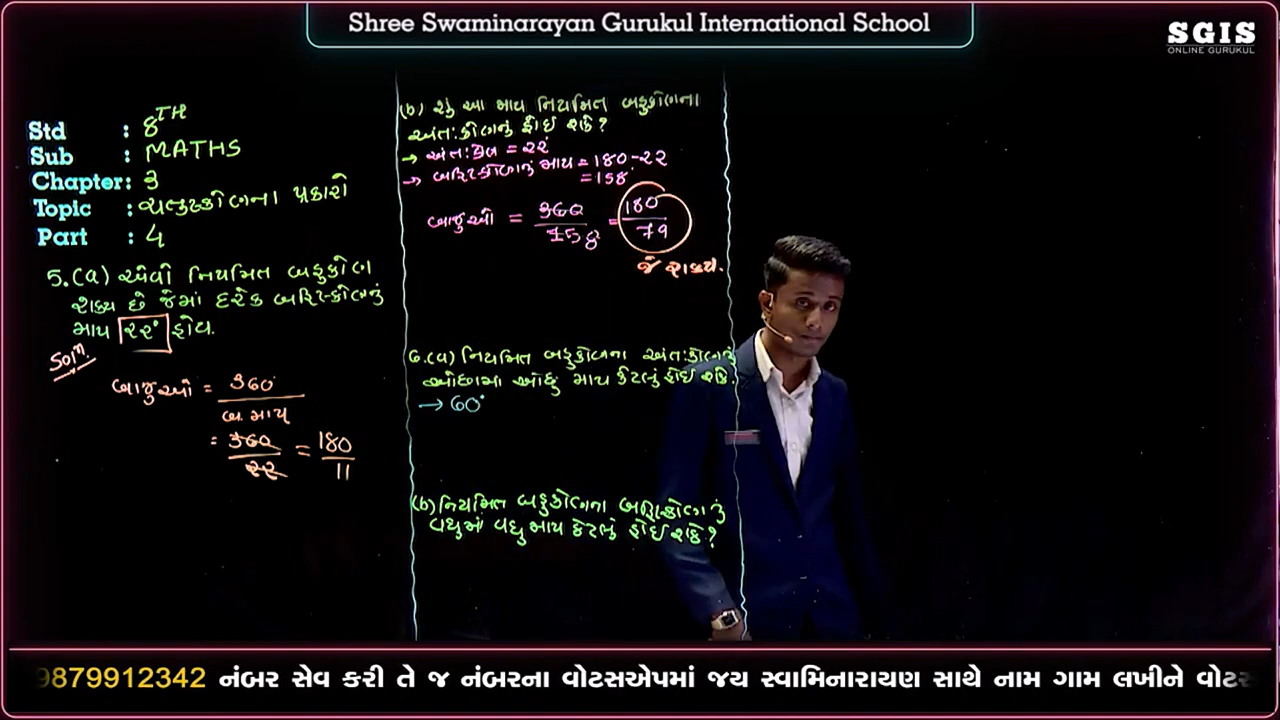 Shree Swaminarayan Gurukul International School
SGIS
ONLINE GURUKUL
Std : 8TH
Sub : MATHS
Chapter: 3
Topic : ચતુષ્કોણના પ્રકારો
Part : 4
5.(a) એવો નિયમિત બહુકોણ
શક્ય છે જેમાં દરેક બહિષ્કોણનું
માપ 22° હોય.
Soln.
બાજુઓ = 360° / બ. માપ
= 360 / 22 = 180 / 11
(b) શું આ માપ નિયમિત બહુકોણના
અંત:કોણનું હોઈ શકે?
→ અંત:કોણ = 22
→ બહિષ્કોણનું માપ = 180-22
= 158
બાજુઓ = 360 / 158 = 180 / 79
જે શક્ય.
6.(a) નિયમિત બહુકોણના અંત:કોણનું
ઓછામાં ઓછું માપ કેટલું હોઈ શકે.
→ 60°
(b) નિયમિત બહુકોણના બહિષ્કોણનું
વધુમાં વધુ માપ કેટલું હોઈ શકે?
9879912342 નંબર સેવ કરી તે જ નંબરના વોટસએપમાં જય સ્વામિનારાયણ સાથે નામ ગામ લખીને